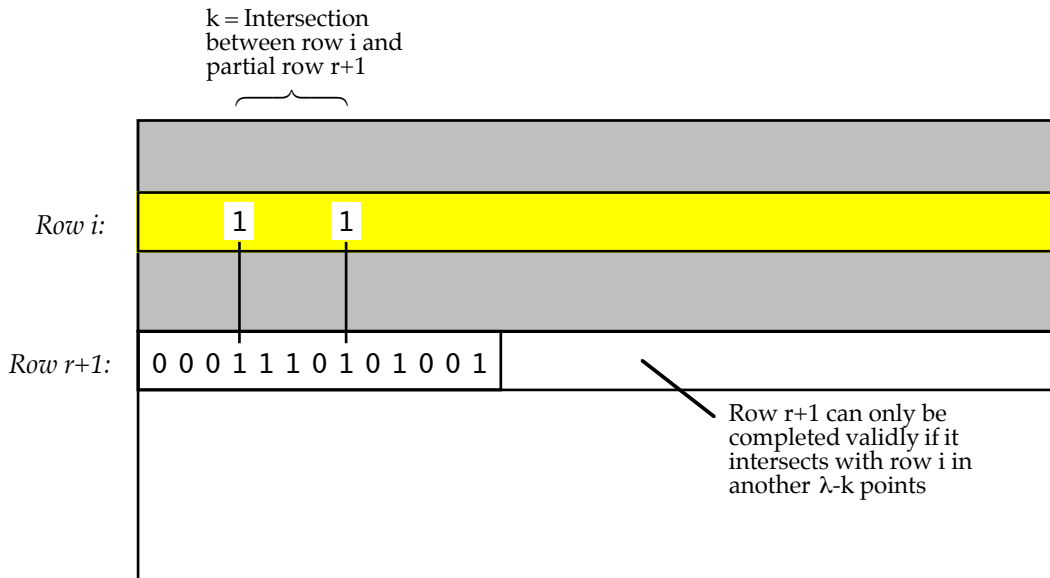 k = Intersection
between row i and
partial row r+1
Row i:
1 1
Row r+1:
0 0 0 1 1 1 0 1 0 1 0 0 1
Row r+1 can only be
completed validly if it
intersects with row i in
another λ-k points